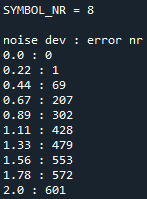 SYMBOL_NR = 8
noise dev : error nr
0.0 : 0
0.22 : 1
0.44 : 69
0.67 : 207
0.89 : 302
1.11 : 428
1.33 : 479
1.56 : 553
1.78 : 572
2.0 : 601